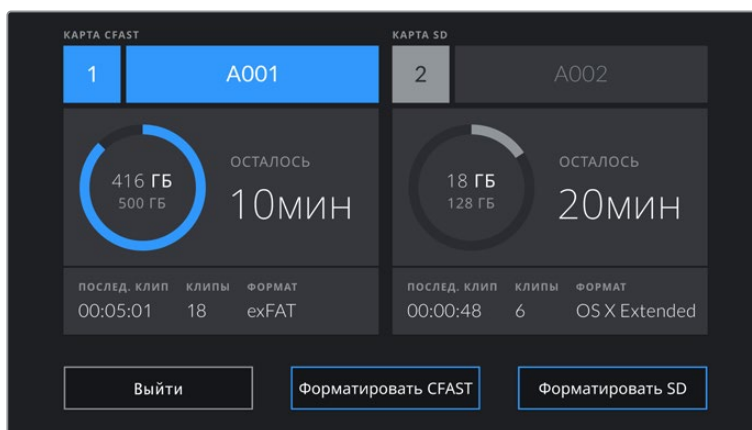 КАРТА CFAST
1 A001
416 ГБ
500 ГБ
ОСТАЛОСЬ
10мин
ПОСЛЕД. КЛИП КЛИПЫ ФОРМАТ
00:05:01 18 exFAT
КАРТА SD
2 A002
18 ГБ
128 ГБ
ОСТАЛОСЬ
20мин
ПОСЛЕД. КЛИП КЛИПЫ ФОРМАТ
00:00:48 6 OS X Extended
Выйти Форматировать CFAST Форматировать SD